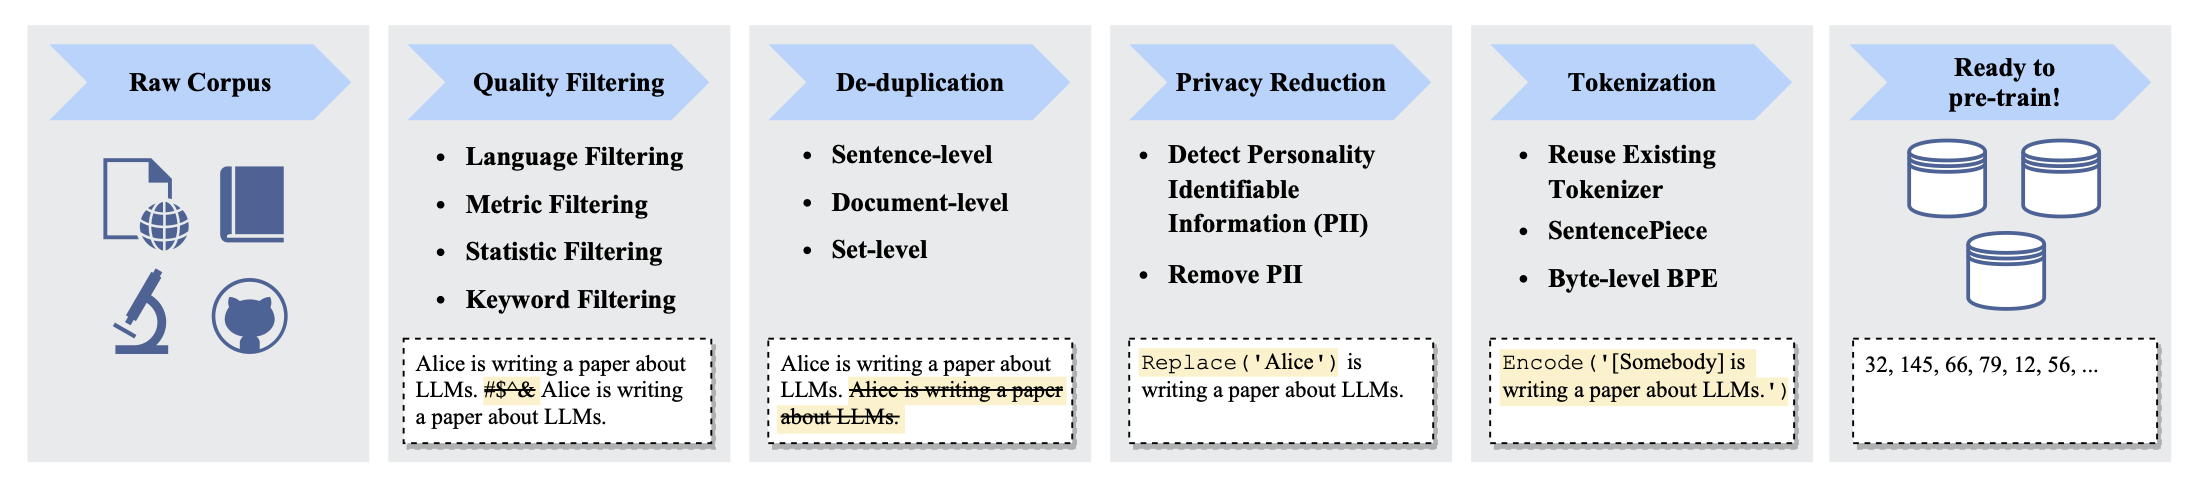 Raw Corpus
Quality Filtering
• Language Filtering
• Metric Filtering
• Statistic Filtering
• Keyword Filtering
Alice is writing a paper about
LLMs. #$^& Alice is writing
a paper about LLMs.
De-duplication
• Sentence-level
• Document-level
• Set-level
Alice is writing a paper about
LLMs. Alice is writing a paper
about LLMs.
Privacy Reduction
• Detect Personality
Identifiable
Information (PII)
• Remove PII
Replace('Alice') is
writing a paper about LLMs.
Tokenization
• Reuse Existing
Tokenizer
• SentencePiece
• Byte-level BPE
Encode('[Somebody] is
writing a paper about LLMs.')
Ready to
pre-train!
32, 145, 66, 79, 12, 56, ...